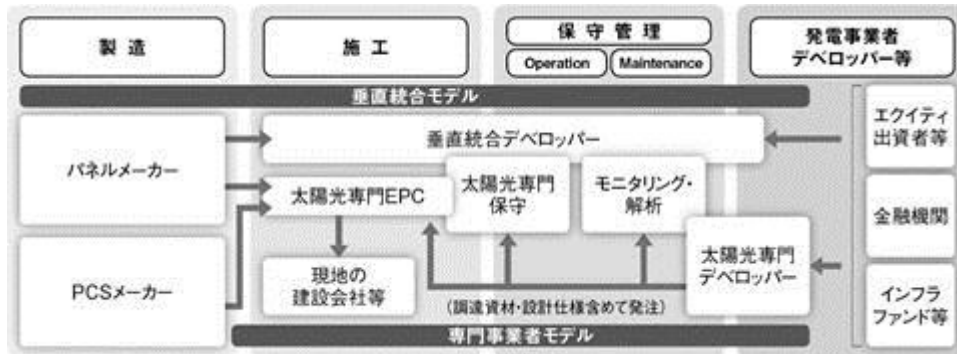 製造
施工
保守管理
Operation
Maintenance
発電事業者
デベロッパー等
垂直統合モデル
垂直統合デベロッパー
パネルメーカー
太陽光専門EPC
太陽光専門
保守
モニタリング・
解析
エクイティ
出資者等
金融機関
PCSメーカー
現地の
建設会社等
太陽光専門
デベロッパー
(調達資材・設計仕様含めて発注)
インフラ
ファンド等
専門事業者モデル